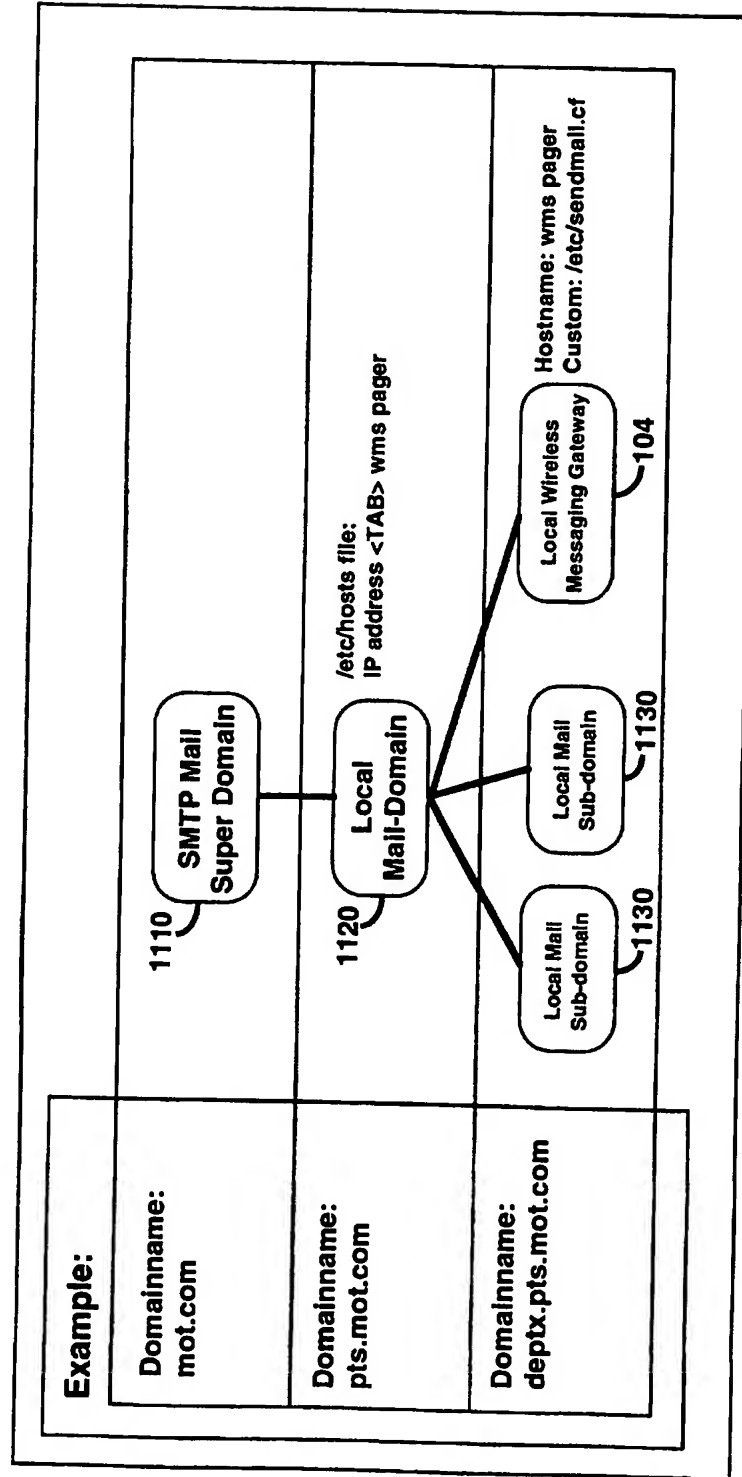 Example:
Domainname:
mot.com
1110
SMTP Mail
Super Domain
Domainname:
pts.mot.com
1120
Local
Mail-Domain
/etc/hosts file:
IP address <TAB> wms pager
Domainname:
deptx.pts.mot.com
Local Mail
Sub-domain
1130
Local Mail
Sub-domain
1130
Local Wireless
Messaging Gateway
104
Hostname: wms pager
Custom: /etc/sendmail.cf